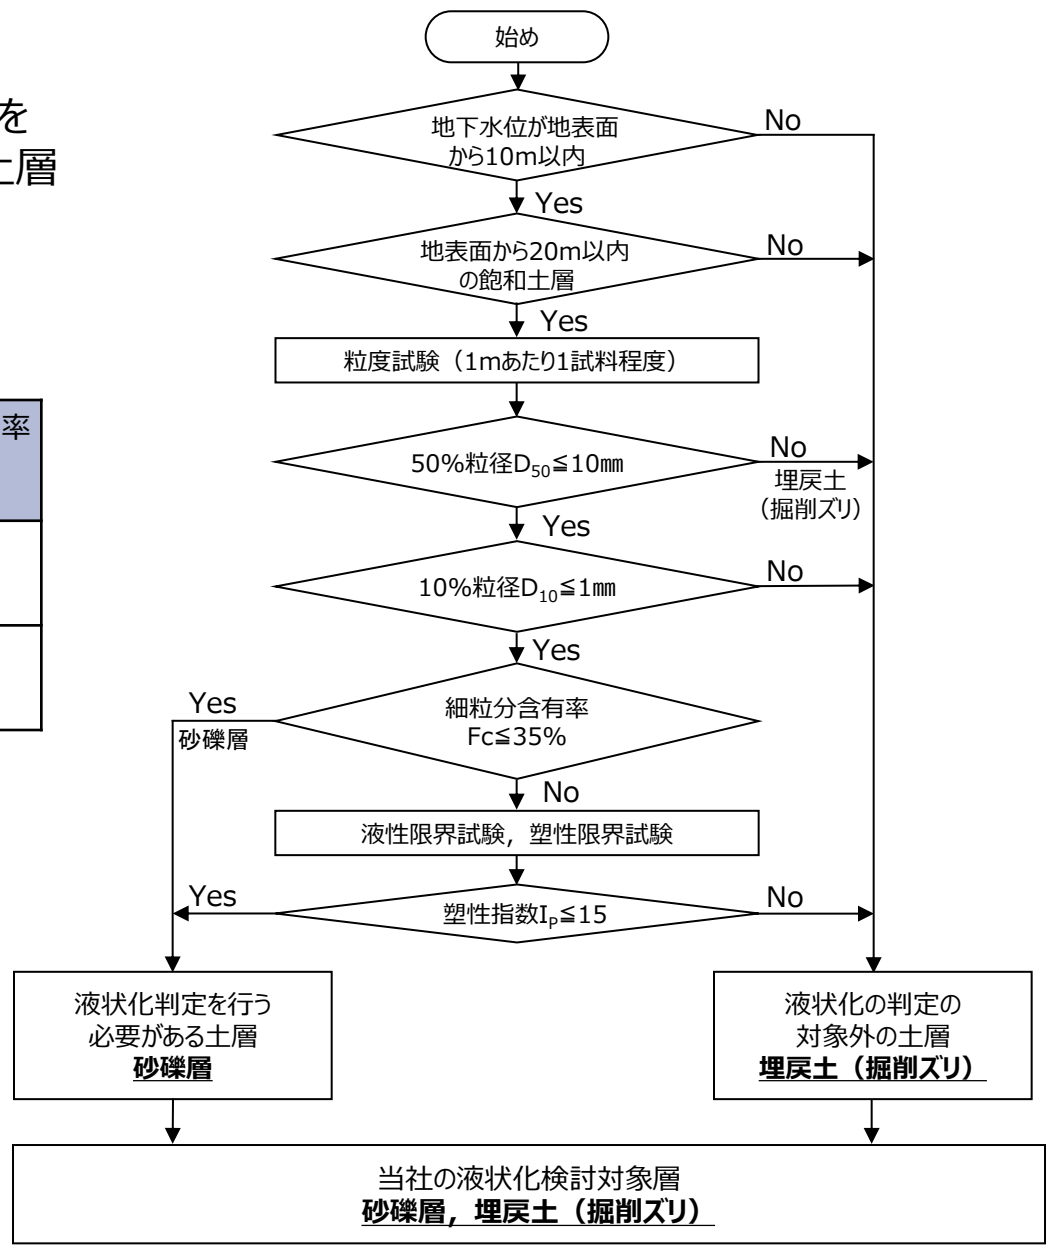 を
土層
率
始め
地下水位が地表面
から10m以内
No
Yes
地表面から20m以内
の飽和土層
No
Yes
粒度試験（1mあたり1試料程度）
50%粒径D50≦10㎜
No
埋戻土
（掘削ズリ）
Yes
10%粒径D10≦1㎜
No
Yes
細粒分含有率
Fc≦35%
Yes
砂礫層
No
液性限界試験，塑性限界試験
塑性指数IP≦15
Yes
No
液状化判定を行う
必要がある土層
砂礫層
液状化の判定の
対象外の土層
埋戻土（掘削ズリ）
当社の液状化検討対象層
砂礫層，埋戻土（掘削ズリ）